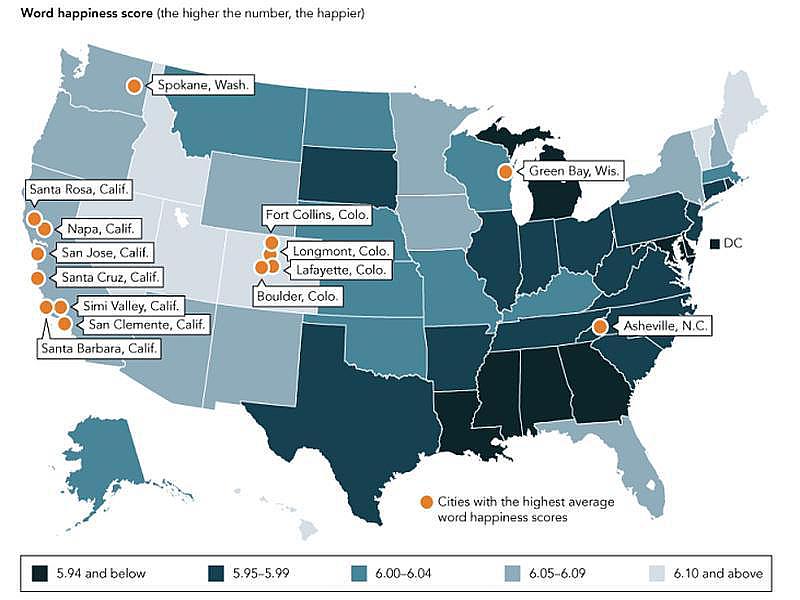 Word happiness score (the higher the number, the happier)
Spokane, Wash.
Green Bay, Wis.
Santa Rosa, Calif.
Fort Collins, Colo.
Napa, Calif.
DC
San Jose, Calif.
Longmont, Colo.
Lafayette, Colo.
Santa Cruz, Calif.
Boulder, Colo.
Simi Valley, Calif.
San Clemente, Calif.
Asheville, N.C.
Santa Barbara, Calif.
Cities with the highest average
word happiness scores
5.94 and below
5.95–5.99
6.00–6.04
6.05–6.09
6.10 and above